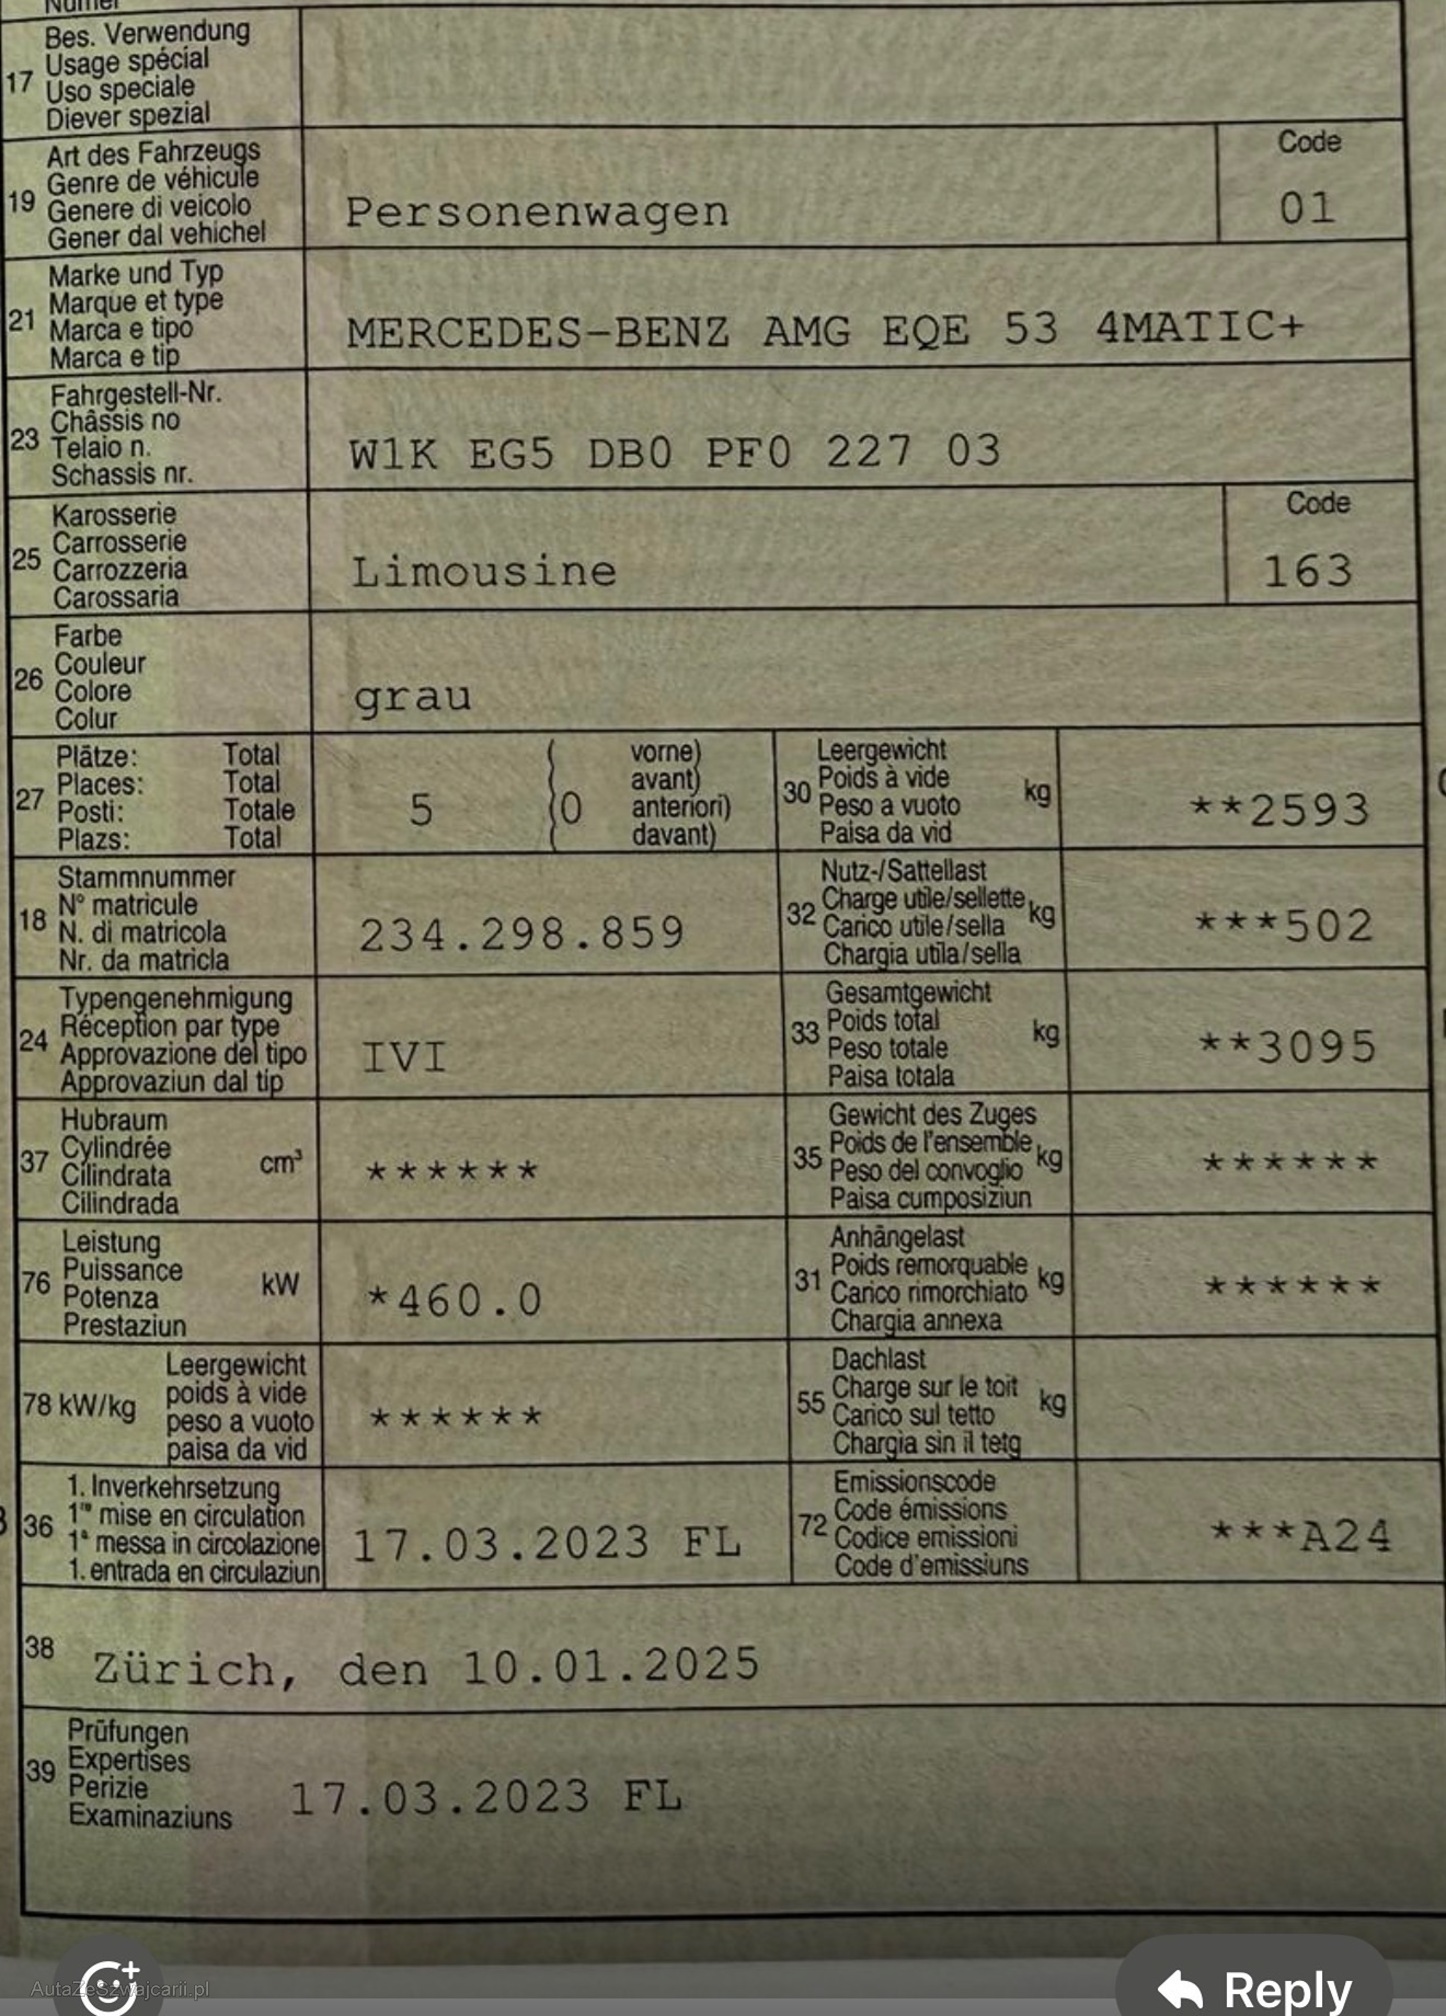 Numer
17 Bes. Verwendung
Usage spécial
Uso speciale
Diever spezial
19 Art des Fahrzeugs
Genre de véhicule
Genere di veicolo
Gener dal vehichel
Personenwagen
Code
01
21 Marke und Typ
Marque et type
Marca e tipo
Marca e tip
MERCEDES-BENZ AMG EQE 53 4MATIC+
23 Fahrgestell-Nr.
Châssis no
Telaio n.
Schassis nr.
W1K EG5 DB0 PF0 227 03
25 Karosserie
Carrosserie
Carrozzeria
Carossaria
Limousine
Code
163
26 Farbe
Couleur
Colore
Colur
grau
27 Plätze: Total
Places: Total
Posti: Totale
Plazs: Total
5 (0 vorne)
avant)
anteriori)
davant)
30 Leergewicht
Poids à vide
Peso a vuoto
Paisa da vid
kg
**2593
18 Stammnummer
N° matricule
N. di matricola
Nr. da matricla
234.298.859
32 Nutz-/Sattellast
Charge utile/sellette
Carico utile/sella
Chargia utila/sella
kg
***502
24 Typengenehmigung
Réception par type
Approvazione del tipo
Approvaziun dal tip
IVI
33 Gesamtgewicht
Poids total
Peso totale
Paisa totala
kg
**3095
37 Hubraum
Cylindrée
Cilindrata
Cilindrada
cm³
******
35 Gewicht des Zuges
Poids de l'ensemble
Peso del convoglio
Paisa cumposiziun
kg
******
76 Leistung
Puissance
Potenza
Prestaziun
kW
*460.0
31 Anhängelast
Poids remorquable
Carico rimorchiato
Chargia annexa
kg
******
78 kW/kg Leergewicht
poids à vide
peso a vuoto
paisa da vid
******
55 Dachlast
Charge sur le toit
Carico sul tetto
Chargia sin il tetg
kg
36 1. Inverkehrsetzung
1re mise en circulation
1a messa in circolazione
1. entrada en circulaziun
17.03.2023 FL
72 Emissionscode
Code émissions
Codice emissioni
Code d'emissiuns
***A24
38 Zürich, den 10.01.2025
39 Prüfungen
Expertises
Perizie
Examinaziuns
17.03.2023 FL
AutaZeSzwajcarii.pl
Reply